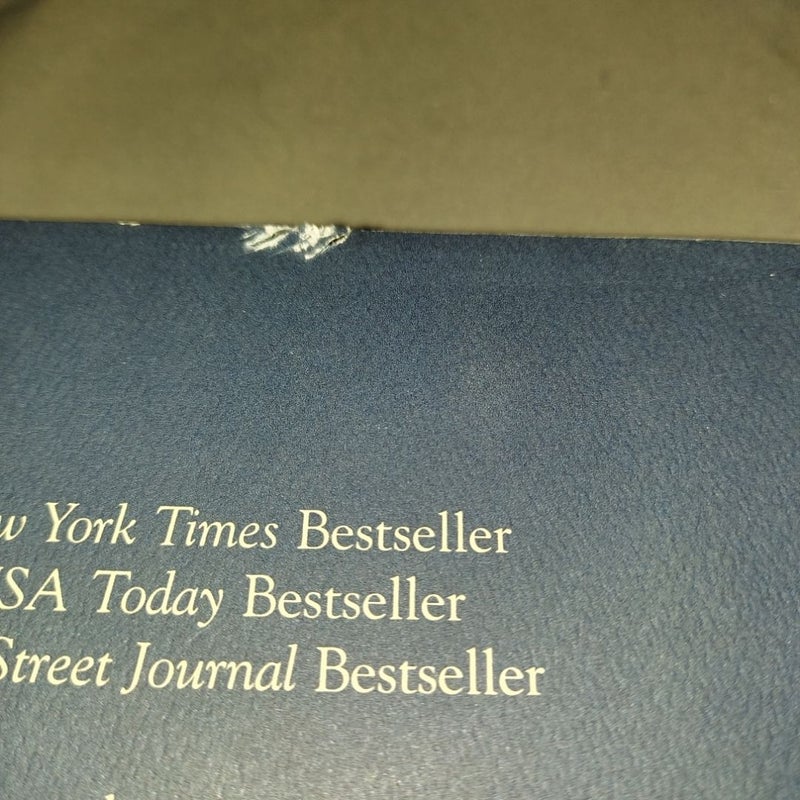 w York Times Bestseller
SA Today Bestseller
Street Journal Bestseller